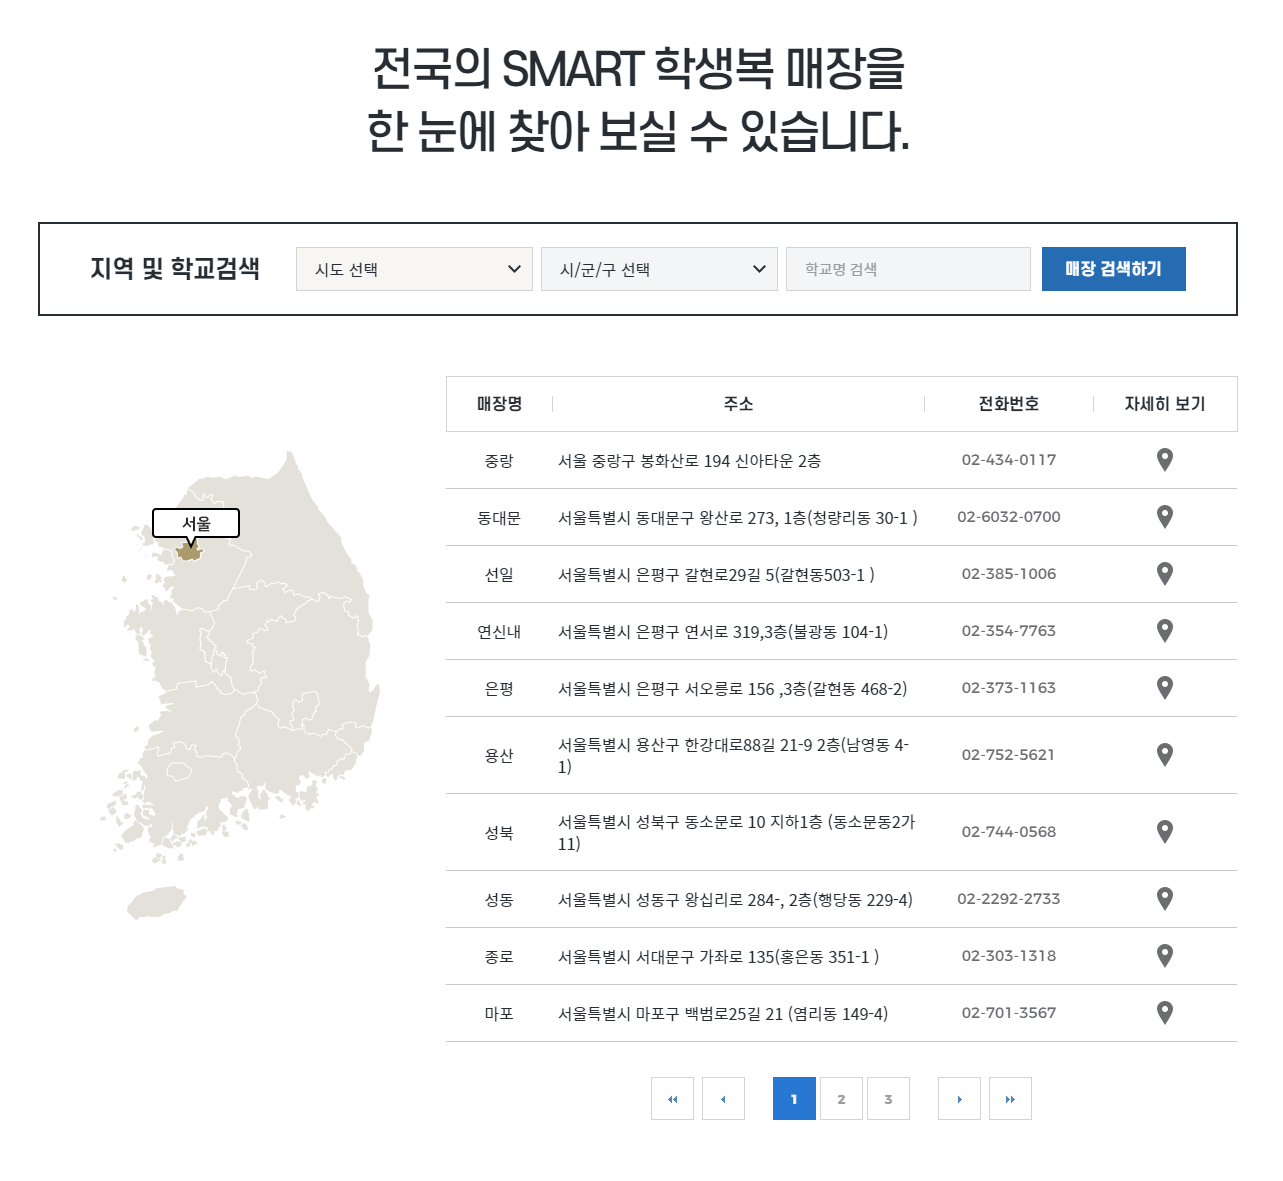 전국의 SMART 학생복 매장을
한 눈에 찾아 보실 수 있습니다.
지역 및 학교검색
시도 선택
시/군/구 선택
학교명 검색
매장 검색하기
서울
매장명 주소 전화번호 자세히 보기
중랑 서울 중랑구 봉화산로 194 신아타운 2층 02-434-0117
동대문 서울특별시 동대문구 왕산로 273, 1층(청량리동 30-1 ) 02-6032-0700
선일 서울특별시 은평구 갈현로29길 5(갈현동503-1 ) 02-385-1006
연신내 서울특별시 은평구 연서로 319,3층(불광동 104-1) 02-354-7763
은평 서울특별시 은평구 서오릉로 156 ,3층(갈현동 468-2) 02-373-1163
용산 서울특별시 용산구 한강대로88길 21-9 2층(남영동 4-
1) 02-752-5621
성북 서울특별시 성북구 동소문로 10 지하1층 (동소문동2가
11) 02-744-0568
성동 서울특별시 성동구 왕십리로 284-, 2층(행당동 229-4) 02-2292-2733
종로 서울특별시 서대문구 가좌로 135(홍은동 351-1 ) 02-303-1318
마포 서울특별시 마포구 백범로25길 21 (염리동 149-4) 02-701-3567
1 2 3